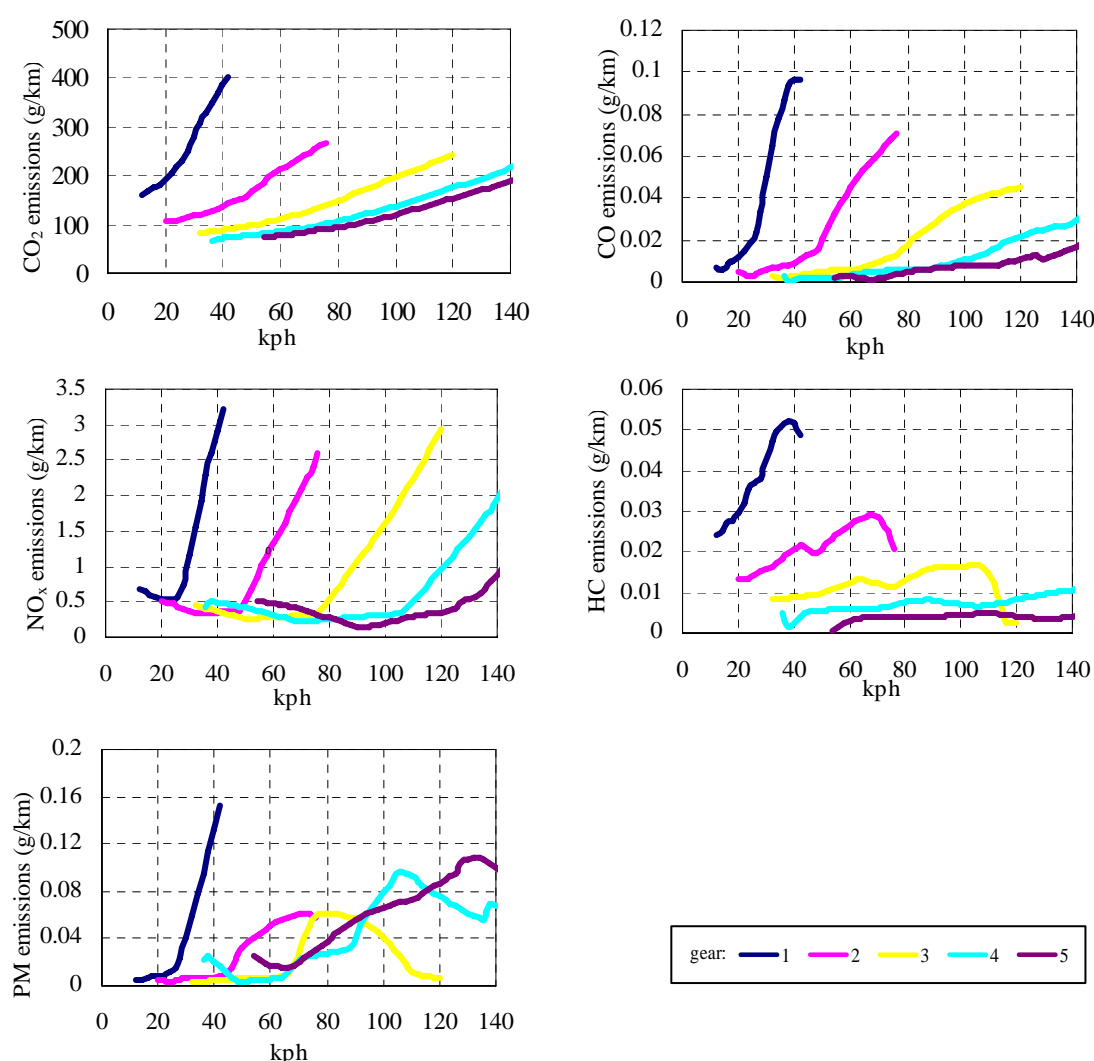 CO2 emissions (g/km)
500
400
300
200
100
0
0 20 40 60 80 100 120 140
kph
CO emissions (g/km)
0.12
0.1
0.08
0.06
0.04
0.02
0
0 20 40 60 80 100 120 140
kph
NOx emissions (g/km)
3.5
3
2.5
2
1.5
1
0.5
0
0 20 40 60 80 100 120 140
kph
HC emissions (g/km)
0.06
0.05
0.04
0.03
0.02
0.01
0
0 20 40 60 80 100 120 140
kph
PM emissions (g/km)
0.2
0.16
0.12
0.08
0.04
0
0 20 40 60 80 100 120 140
kph
gear: 1 2 3 4 5